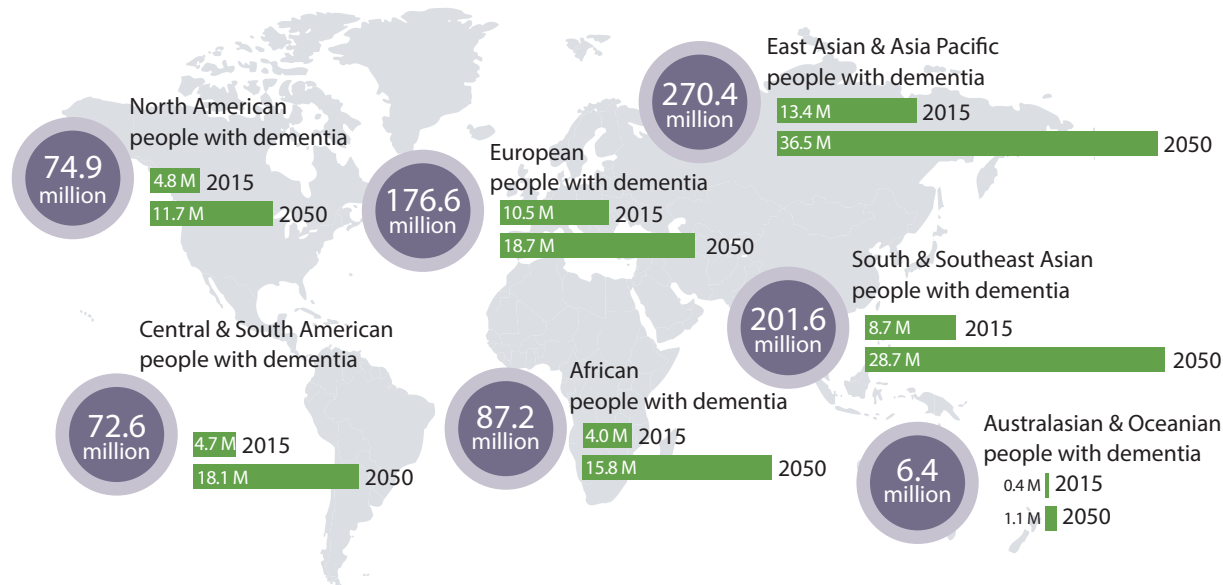 North American
people with dementia
74.9
million
4.8 M 2015
11.7 M 2050
European
people with dementia
176.6
million
10.5 M 2015
18.7 M 2050
East Asian & Asia Pacific
people with dementia
270.4
million
13.4 M 2015
36.5 M 2050
South & Southeast Asian
people with dementia
201.6
million
8.7 M 2015
28.7 M 2050
Central & South American
people with dementia
72.6
million
4.7 M 2015
18.1 M 2050
African
people with dementia
87.2
million
4.0 M 2015
15.8 M 2050
Australasian & Oceanian
people with dementia
6.4
million
0.4 M 2015
1.1 M 2050